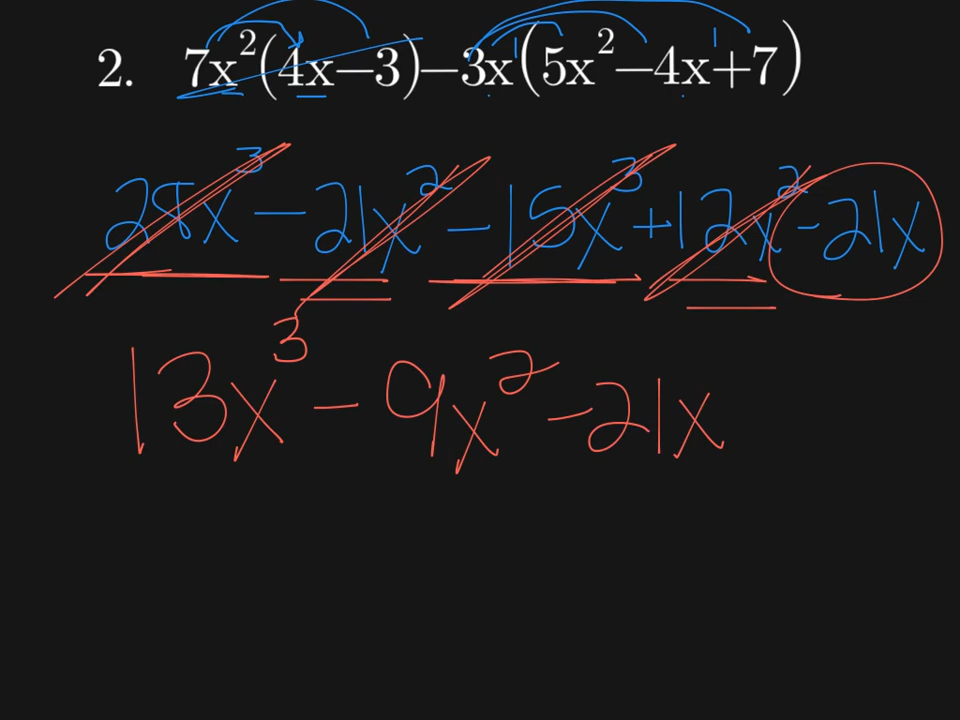 2. 7x²(4x−3)−3x(5x²−4x+7)
28x³ − 21x² − 15x³ + 12x² − 21x
13x³ − 9x² − 21x